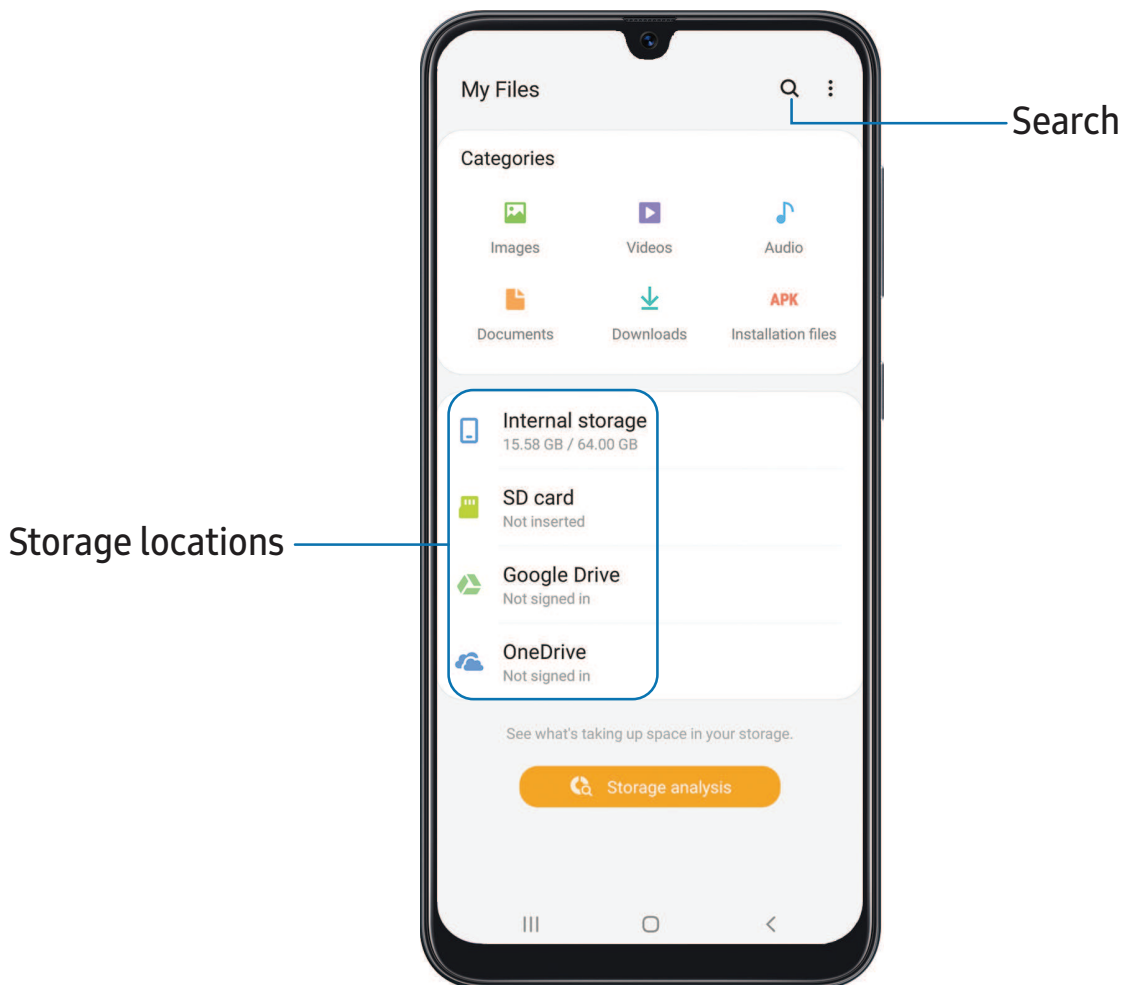 My Files
Search
Categories
Images Videos Audio
APK
Documents Downloads Installation files
Internal storage
15.58 GB / 64.00 GB
SD card
Not inserted
Storage locations
Google Drive
Not signed in
OneDrive
Not signed in
See what's taking up space in your storage.
Storage analysis